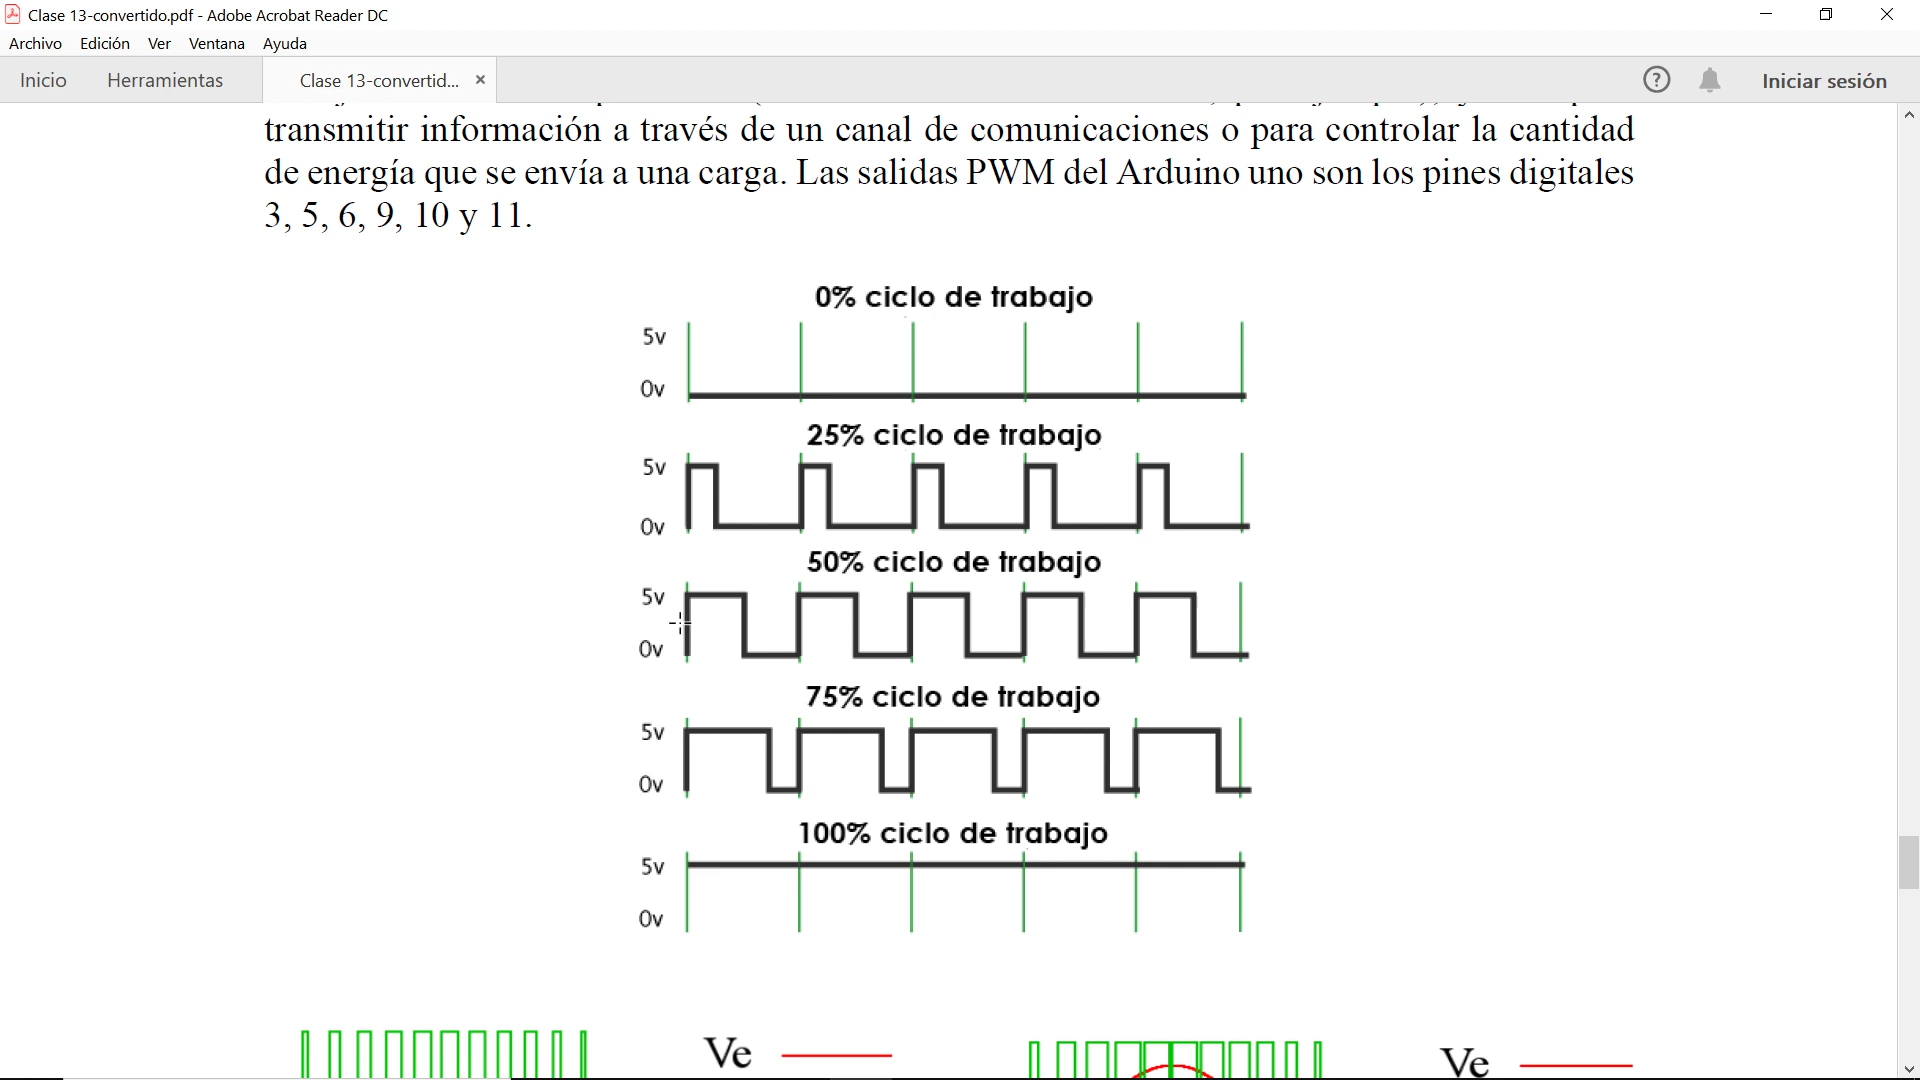 Clase 13-convertido.pdf - Adobe Acrobat Reader DC
Archivo Edición Ver Ventana Ayuda
Inicio Herramientas Clase 13-convertid... × ? Iniciar sesión
transmitir información a través de un canal de comunicaciones o para controlar la cantidad
de energía que se envía a una carga. Las salidas PWM del Arduino uno son los pines digitales
3, 5, 6, 9, 10 y 11.
0% ciclo de trabajo
5v
0v
25% ciclo de trabajo
5v
0v
50% ciclo de trabajo
5v
0v
75% ciclo de trabajo
5v
0v
100% ciclo de trabajo
5v
0v
Ve
Ve